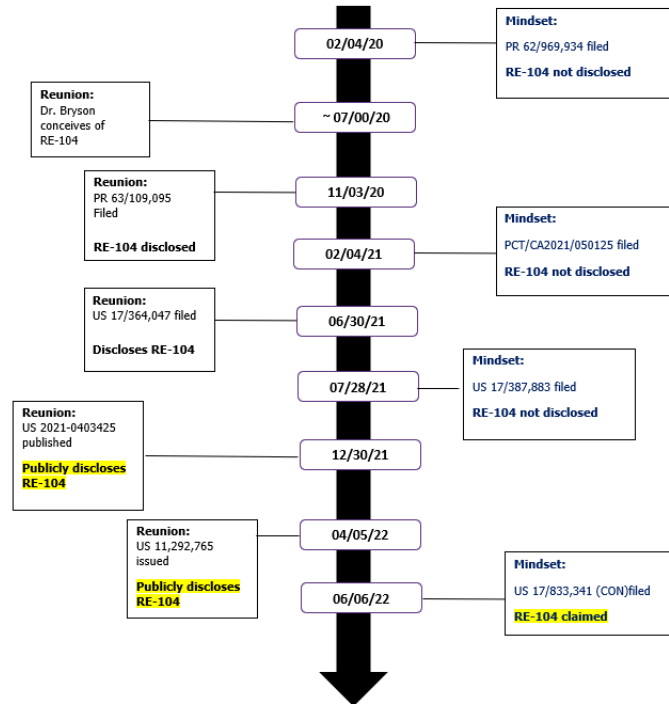 Mindset:
PR 62/969,934 filed
RE-104 not disclosed
02/04/20
Reunion:
Dr. Bryson
conceives of
RE-104
~ 07/00/20
Reunion:
PR 63/109,095
Filed
RE-104 disclosed
11/03/20
Mindset:
PCT/CA2021/050125 filed
RE-104 not disclosed
02/04/21
Reunion:
US 17/364,047 filed
Discloses RE-104
06/30/21
Mindset:
US 17/387,883 filed
RE-104 not disclosed
07/28/21
Reunion:
US 2021-0403425
published
Publicly discloses
RE-104
12/30/21
Reunion:
US 11,292,765
issued
Publicly discloses
RE-104
04/05/22
Mindset:
US 17/833,341 (CON)filed
RE-104 claimed
06/06/22